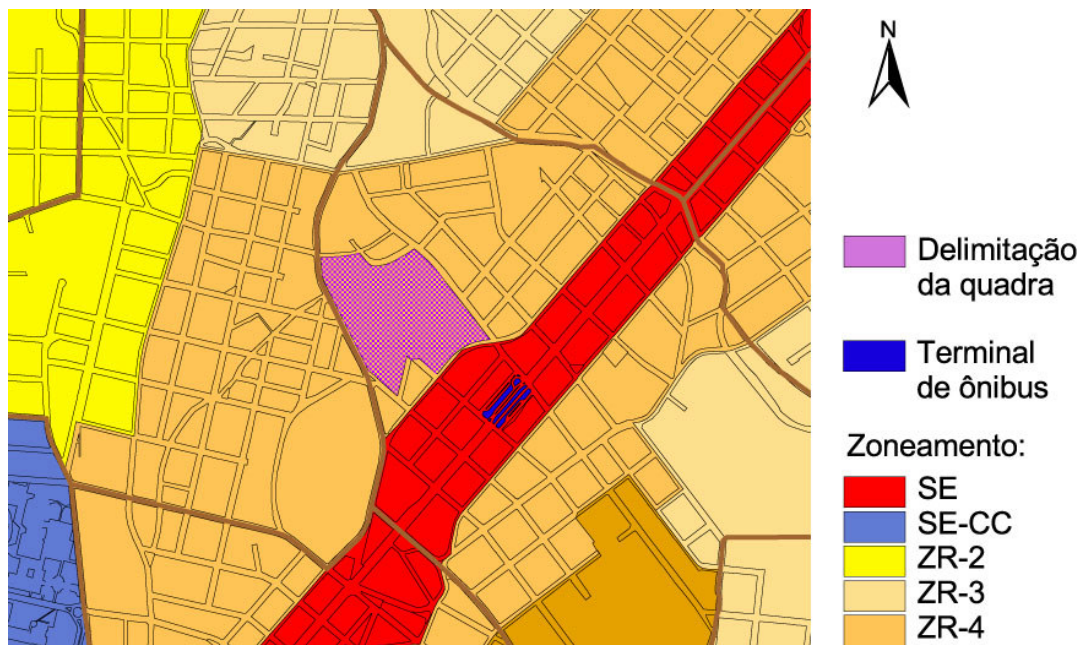 N
Delimitação
da quadra
Terminal
de ônibus
Zoneamento:
SE
SE-CC
ZR-2
ZR-3
ZR-4